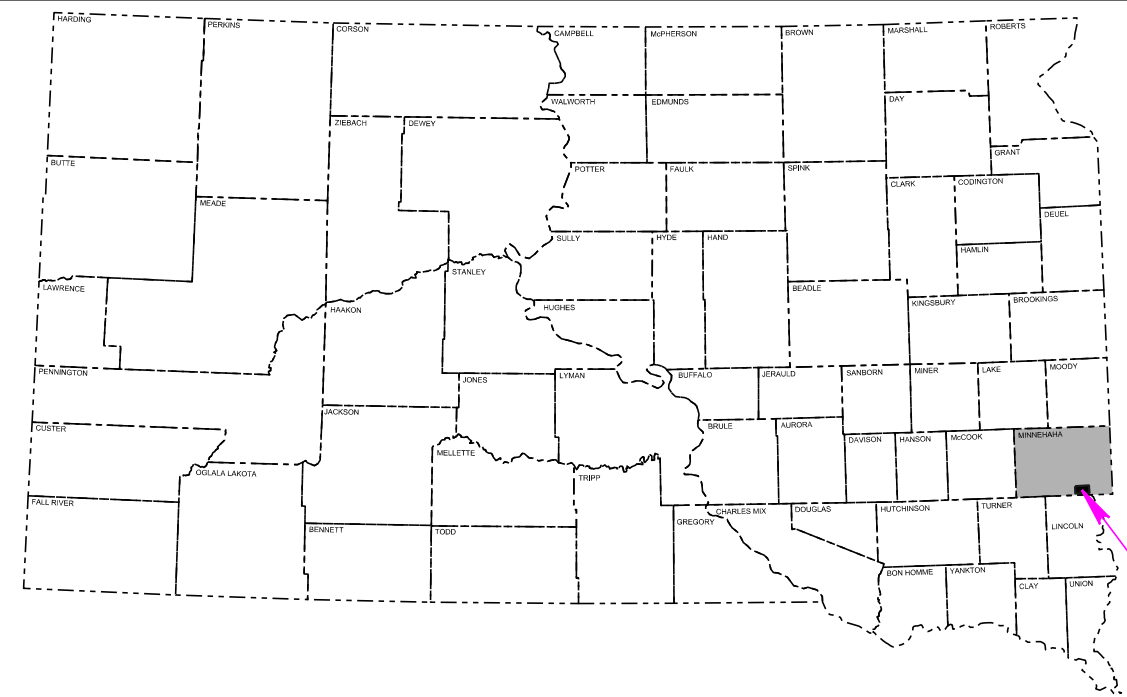 HARDING
PERKINS
CORSON
CAMPBELL
McPHERSON
BROWN
MARSHALL
ROBERTS
WALWORTH
EDMUNDS
DAY
ZIEBACH
DEWEY
GRANT
BUTTE
POTTER
FAULK
SPINK
CLARK
CODINGTON
MEADE
DEUEL
SULLY
HYDE
HAND
HAMLIN
STANLEY
LAWRENCE
BEADLE
HAAKON
HUGHES
KINGSBURY
BROOKINGS
PENNINGTON
JONES
LYMAN
BUFFALO
JERAULD
SANBORN
MINER
LAKE
MOODY
JACKSON
CUSTER
BRULE
AURORA
DAVISON
HANSON
McCOOK
MINNEHAHA
MELLETTE
OGLALA LAKOTA
TRIPP
FALL RIVER
GREGORY
CHARLES MIX
DOUGLAS
HUTCHINSON
TURNER
LINCOLN
BENNETT
TODD
BON HOMME
YANKTON
CLAY
UNION